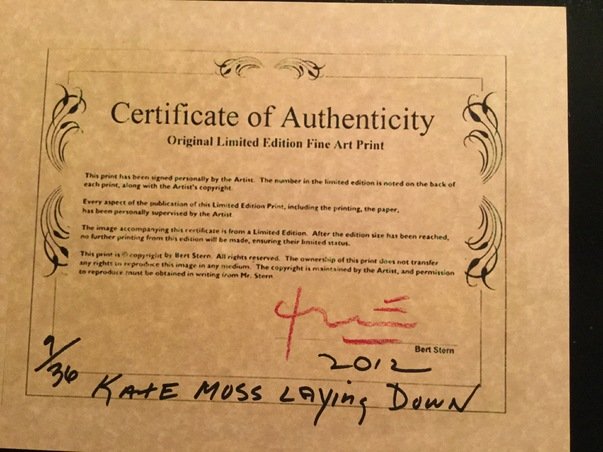 Certificate of Authenticity
Original Limited Edition Fine Art Print
This print has been signed personally by the Artist. The number in the limited edition is noted on the back of
each print, along with the Artist's copyright.
Every aspect of the publication of this Limited Edition Print, including the printing, the paper,
has been personally supervised by the Artist.
The image accompanying this certificate is from a Limited Edition. After the edition size has been reached,
no further printing from this edition will be made, ensuring their limited status.
This print is © copyright by Bert Stern. All rights reserved. The ownership of this print does not transfer
any rights to reproduce this image in any medium. The copyright is maintained by the Artist, and permission
to reproduce must be obtained in writing from Mr. Stern
Bert Stern
2012
9/36 KATE MOSS LAYing DOWN